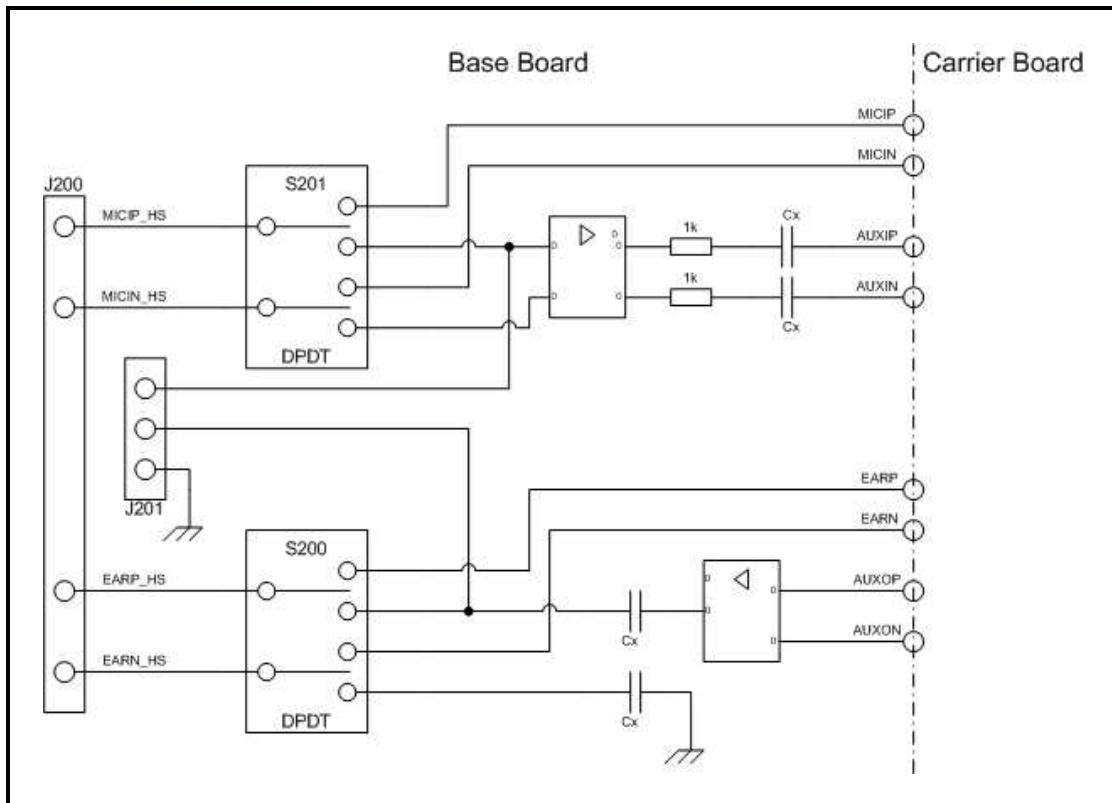 Base Board
Carrier Board
MICIP
MICIN
J200
S201
MICIP_HS
1k
Cx
AUXIP
1k
AUXIN
MICIN_HS
Cx
DPDT
J201
EARP
EARN
S200
EARP_HS
AUXOP
Cx
AUXON
EARN_HS
DPDT
Cx